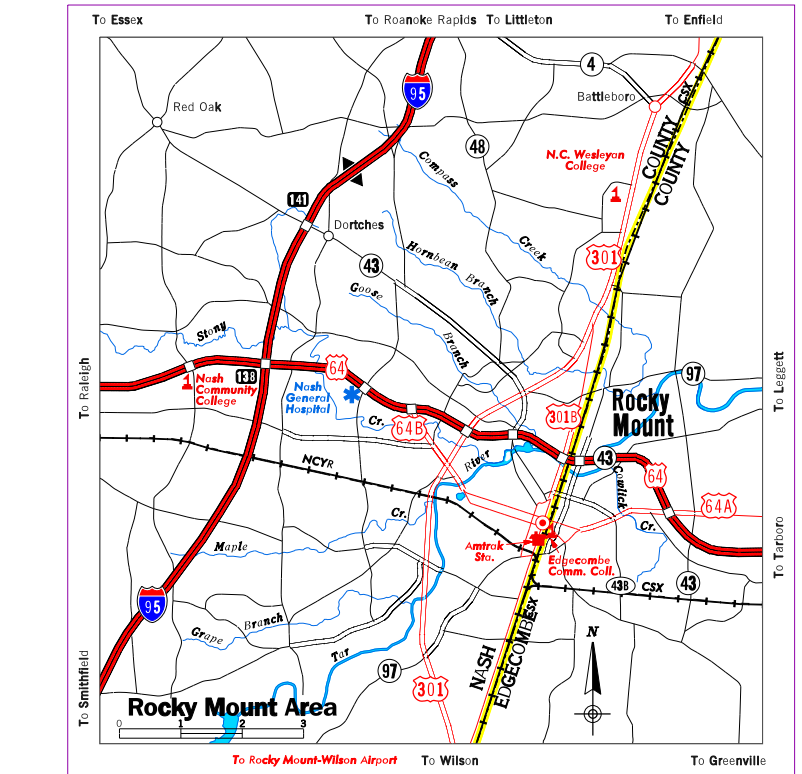 To Essex
To Roanoke Rapids
To Littleton
To Enfield
4
95
Battleboro
CSX
Red Oak
48
N.C. Wesleyan
College
COUNTY
COUNTY
Compass
Creek
1
141
Dortches
301
43
Hornbean Branch
Goose
Branch
Stony
To Raleigh
64
138
1
Nash
Community
College
Nash
General
Hospital
97
To Leggett
Rocky
Mount
301B
Cr.
64B
NCYR
River
43
Cowlick
64
64A
Cr.
Cr.
Maple
Amtrak
Sta.
Edgecombe
Comm. Coll.
To Tarboro
95
43B
CSX
43
CSX
Grape
Branch
Tar
97
N
NASH
EDGECOMBE
301
To Smithfield
Rocky Mount Area
0 1 2 3
To Rocky Mount-Wilson Airport
To Wilson
To Greenville